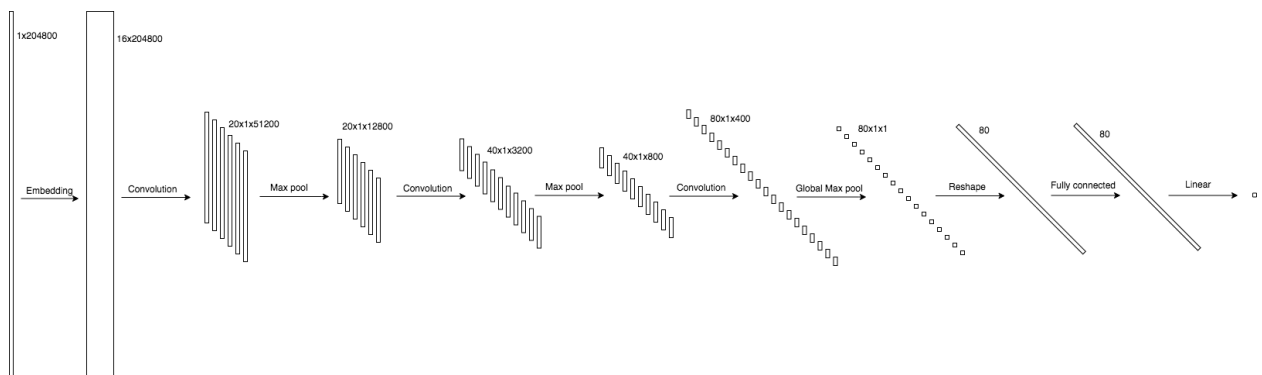 1x204800
Embedding
16x204800
Convolution
20x1x51200
Max pool
20x1x12800
Convolution
40x1x3200
Max pool
40x1x800
Convolution
80x1x400
Global Max pool
80x1x1
Reshape
80
Fully connected
80
Linear